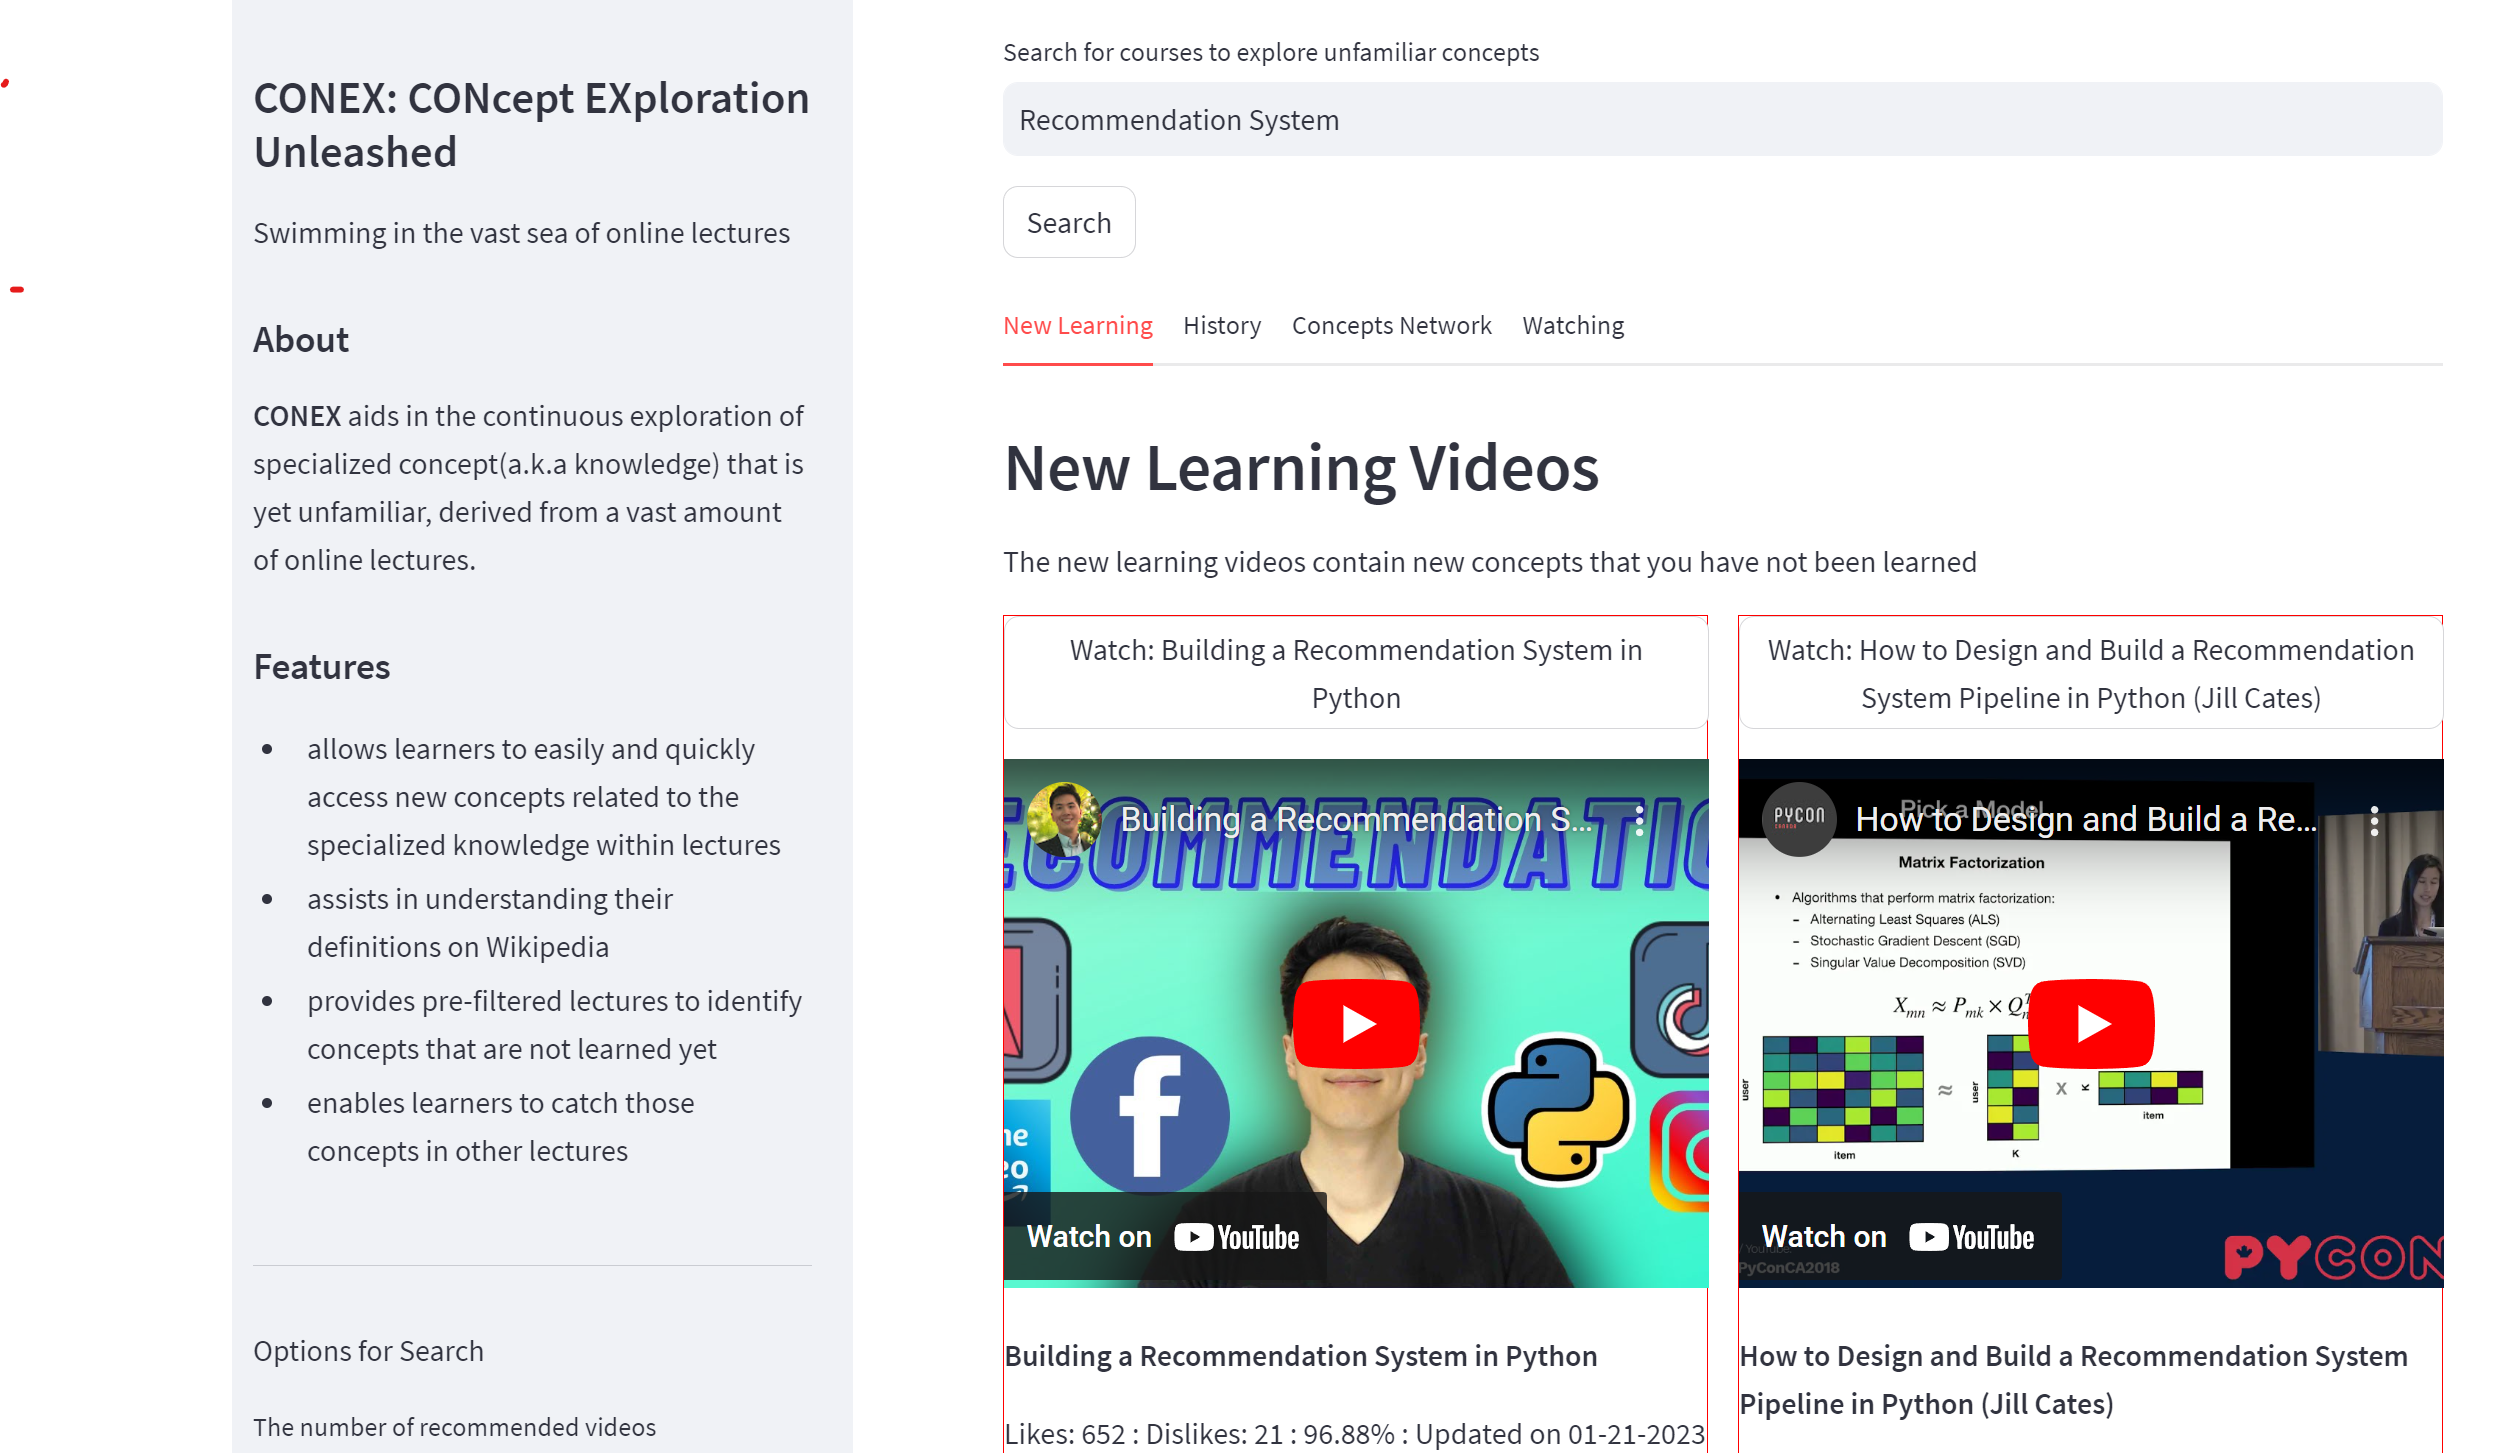 CONEX: CONcept EXploration
Unleashed
Swimming in the vast sea of online lectures
About
CONEX aids in the continuous exploration of
specialized concept(a.k.a knowledge) that is
yet unfamiliar, derived from a vast amount
of online lectures.
Features
• allows learners to easily and quickly
access new concepts related to the
specialized knowledge within lectures
• assists in understanding their
definitions on Wikipedia
• provides pre-filtered lectures to identify
concepts that are not learned yet
• enables learners to catch those
concepts in other lectures
Options for Search
The number of recommended videos
Search for courses to explore unfamiliar concepts
Recommendation System
Search
New Learning History Concepts Network Watching
New Learning Videos
The new learning videos contain new concepts that you have not been learned
Watch: Building a Recommendation System in
Python
Building a Recommendation S...
ECOMMENDATIO
Watch on YouTube
Building a Recommendation System in Python
Likes: 652 : Dislikes: 21 : 96.88% : Updated on 01-21-2023
Watch: How to Design and Build a Recommendation
System Pipeline in Python (Jill Cates)
PYCON
CANADA
How to Design and Build a Re...
Pick a Model
Matrix Factorization
• Algorithms that perform matrix factorization:
– Alternating Least Squares (ALS)
– Stochastic Gradient Descent (SGD)
– Singular Value Decomposition (SVD)
Xmn ≈ Pmk × Q
user ≈ user X K
item
item
K
Watch on YouTube
/ YouTube
PyConCA2018
PYCON
How to Design and Build a Recommendation System
Pipeline in Python (Jill Cates)